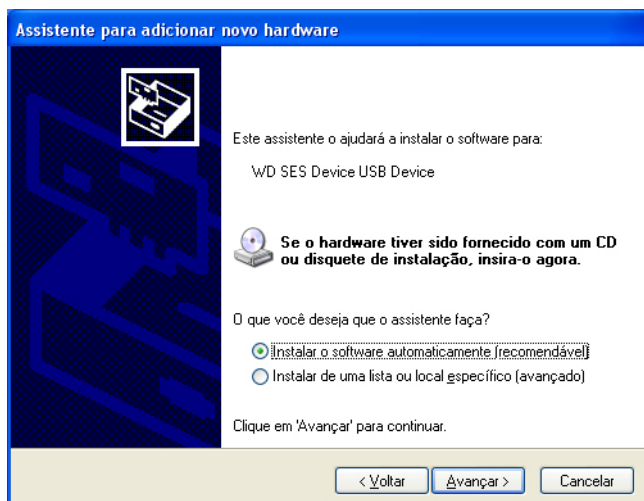 Assistente para adicionar novo hardware
Este assistente o ajudará a instalar o software para:
WD SES Device USB Device
Se o hardware tiver sido fornecido com um CD
ou disquete de instalação, insira-o agora.
O que você deseja que o assistente faça?
Instalar o software automaticamente (recomendável)
Instalar de uma lista ou local específico (avançado)
Clique em 'Avançar' para continuar.
< Voltar
Avançar >
Cancelar